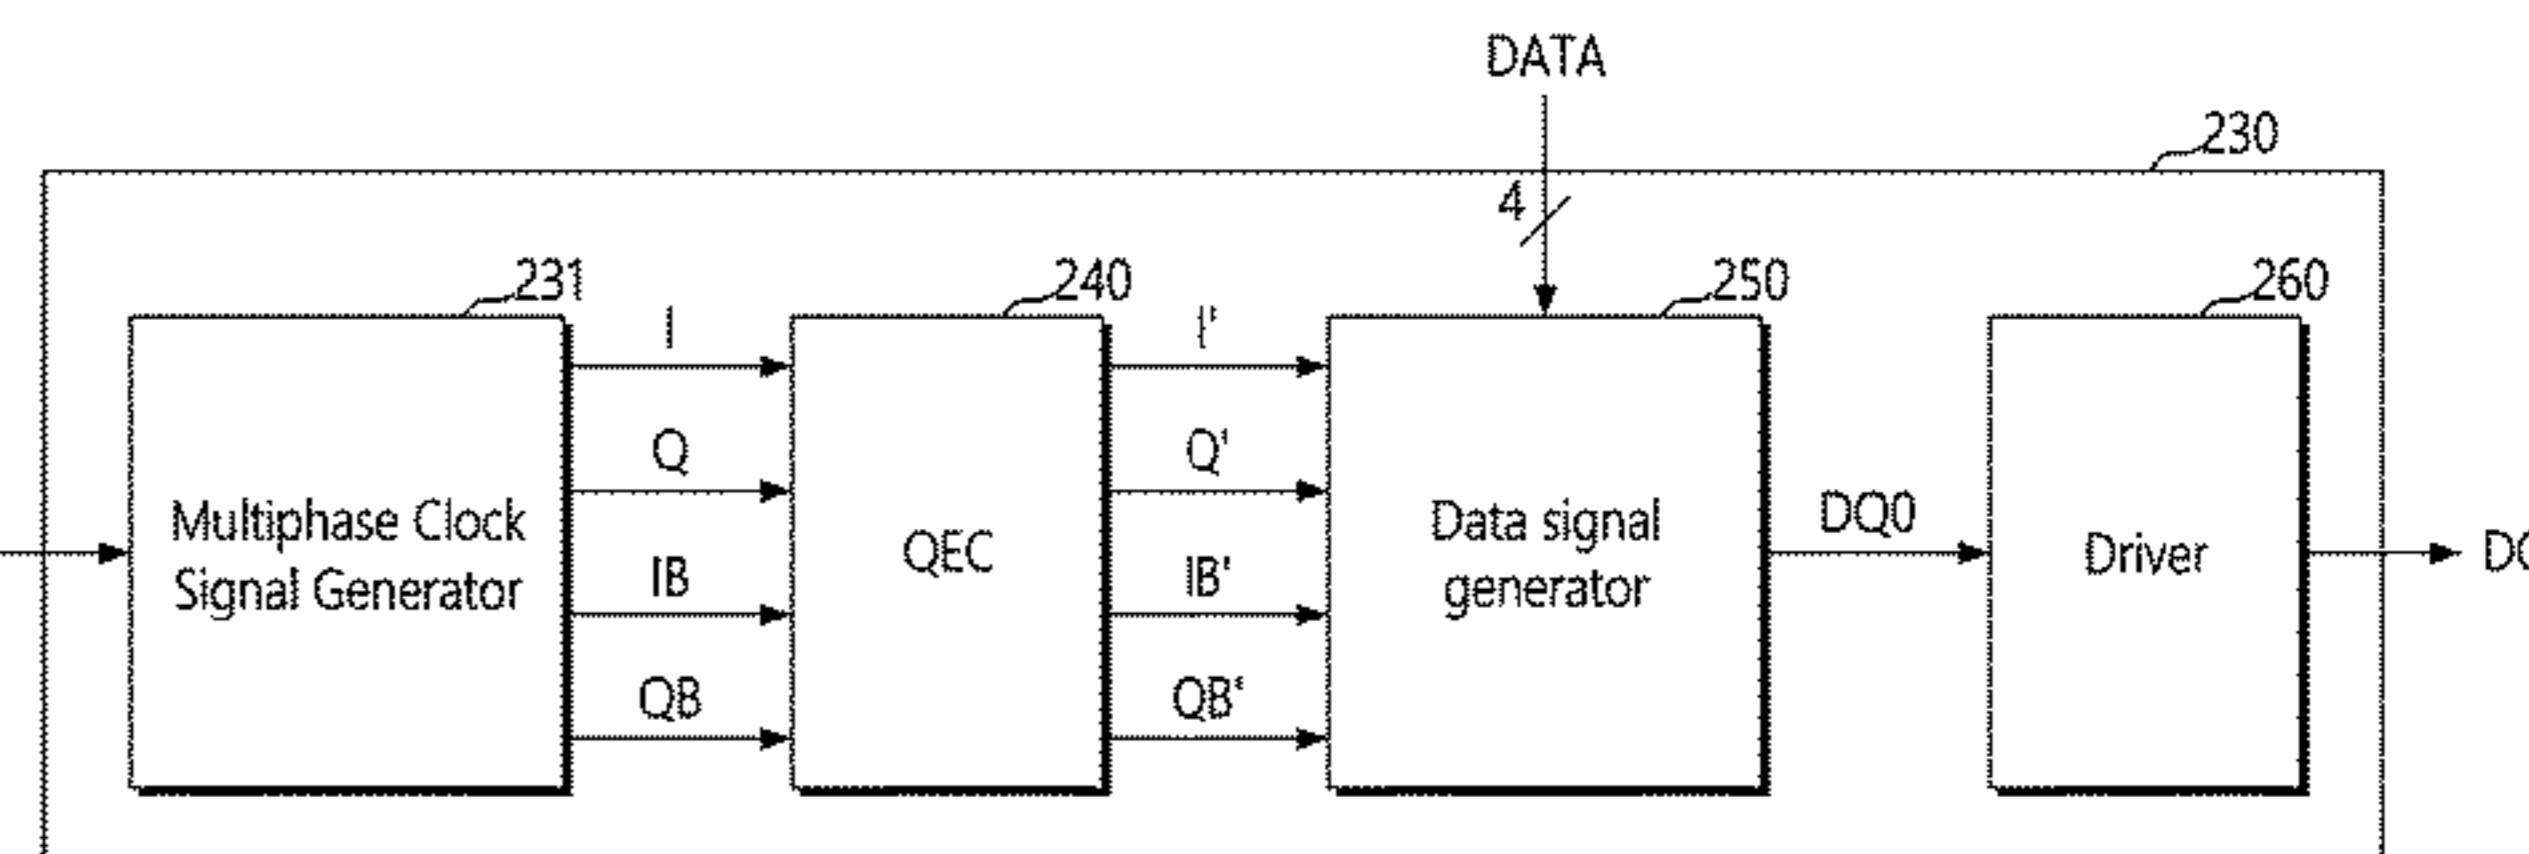 DATA
230
4
231
240
250
260
I
I'
Q
Q'
DQ0
Multiphase Clock
Signal Generator
QEC
Data signal
generator
Driver
IB
IB'
QB
QB'